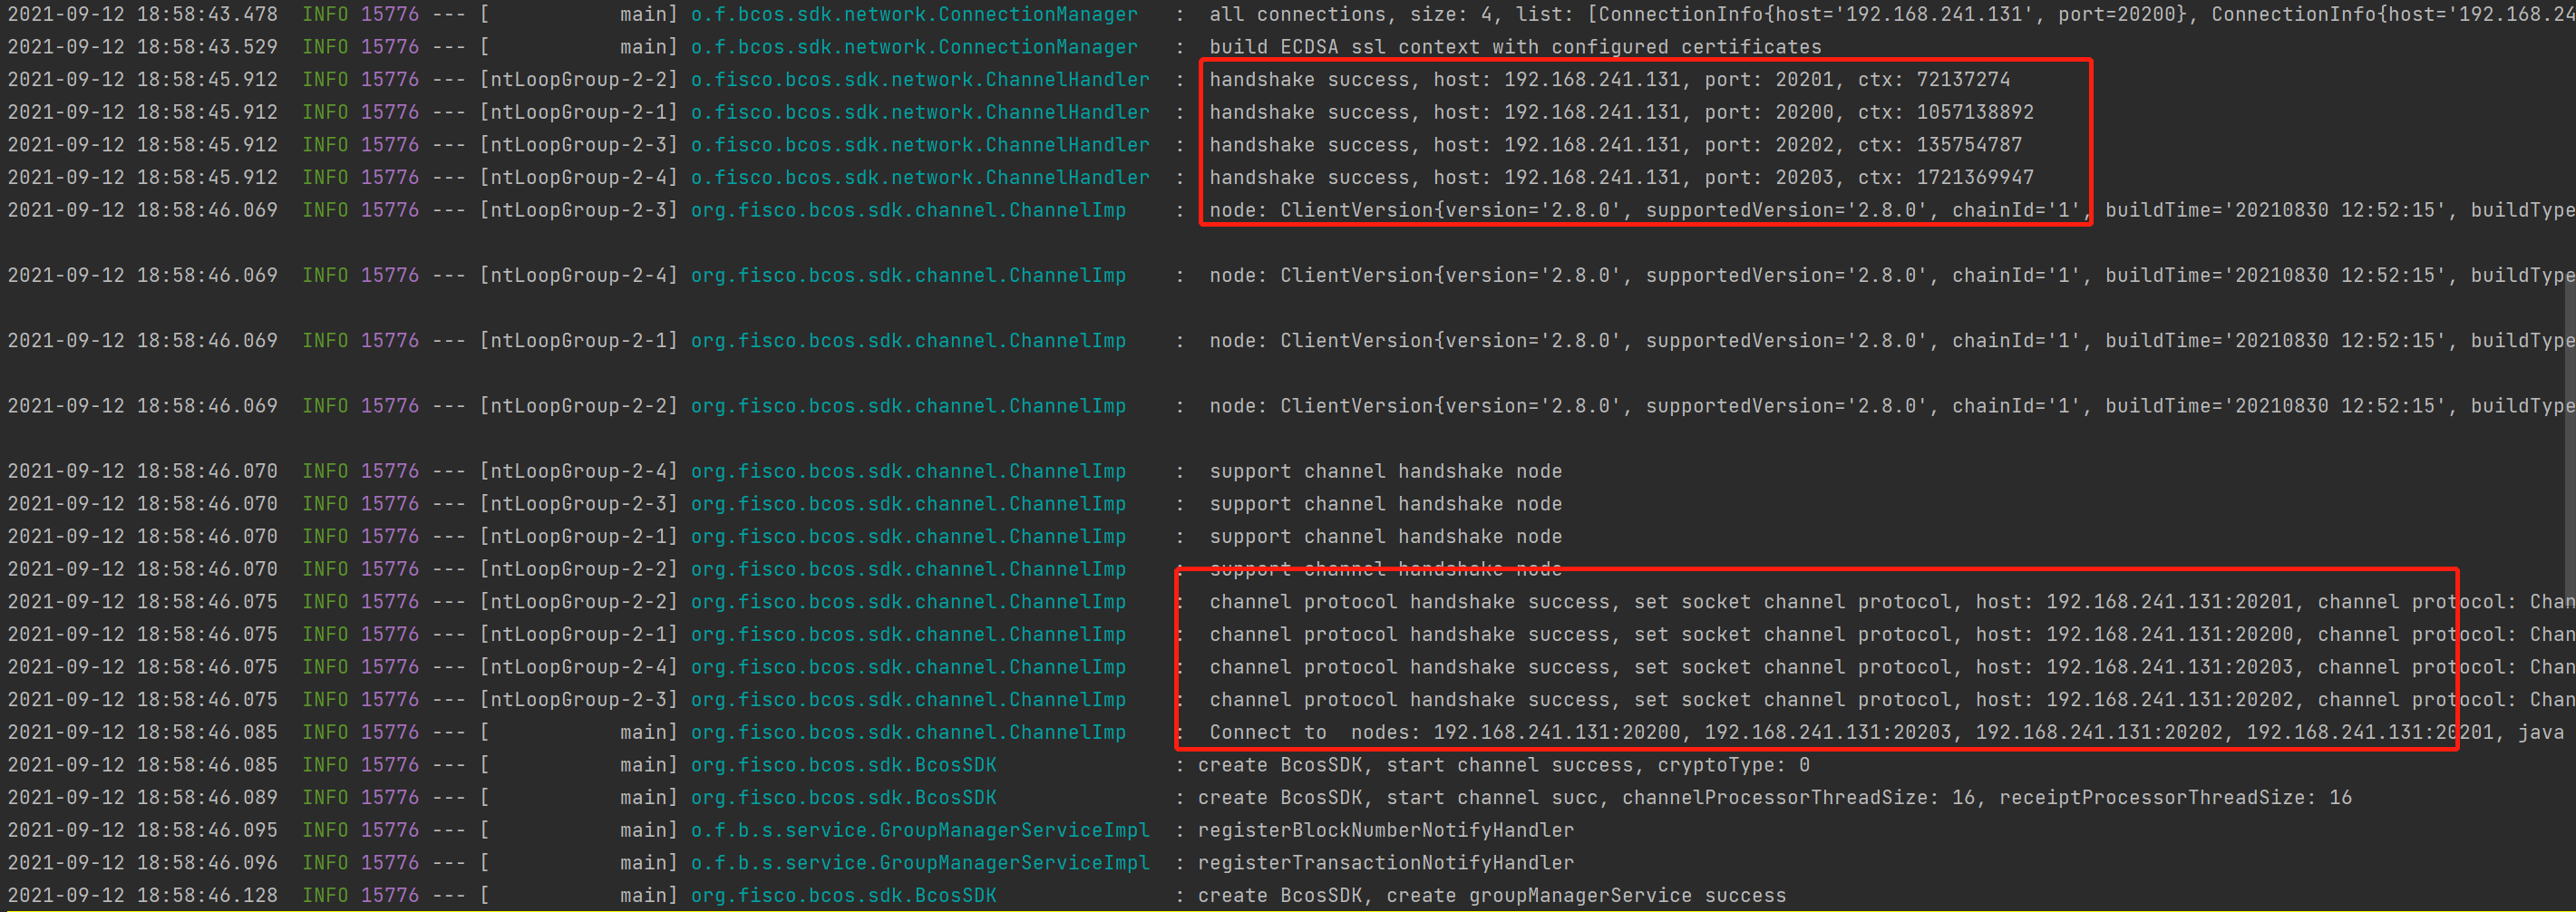 2021-09-12 18:58:43.478 INFO 15776 --- [ main] o.f.bcos.sdk.network.ConnectionManager : all connections, size: 4, list: [ConnectionInfo{host='192.168.241.131', port=20200}, ConnectionInfo{host='192.168.24
2021-09-12 18:58:43.529 INFO 15776 --- [ main] o.f.bcos.sdk.network.ConnectionManager : build ECDSA ssl context with configured certificates
2021-09-12 18:58:45.912 INFO 15776 --- [ntLoopGroup-2-2] o.fisco.bcos.sdk.network.ChannelHandler : handshake success, host: 192.168.241.131, port: 20201, ctx: 72137274
2021-09-12 18:58:45.912 INFO 15776 --- [ntLoopGroup-2-1] o.fisco.bcos.sdk.network.ChannelHandler : handshake success, host: 192.168.241.131, port: 20200, ctx: 1057138892
2021-09-12 18:58:45.912 INFO 15776 --- [ntLoopGroup-2-3] o.fisco.bcos.sdk.network.ChannelHandler : handshake success, host: 192.168.241.131, port: 20202, ctx: 135754787
2021-09-12 18:58:45.912 INFO 15776 --- [ntLoopGroup-2-4] o.fisco.bcos.sdk.network.ChannelHandler : handshake success, host: 192.168.241.131, port: 20203, ctx: 1721369947
2021-09-12 18:58:46.069 INFO 15776 --- [ntLoopGroup-2-3] org.fisco.bcos.sdk.channel.ChannelImp : node: ClientVersion{version='2.8.0', supportedVersion='2.8.0', chainId='1', buildTime='20210830 12:52:15', buildType
2021-09-12 18:58:46.069 INFO 15776 --- [ntLoopGroup-2-4] org.fisco.bcos.sdk.channel.ChannelImp : node: ClientVersion{version='2.8.0', supportedVersion='2.8.0', chainId='1', buildTime='20210830 12:52:15', buildType
2021-09-12 18:58:46.069 INFO 15776 --- [ntLoopGroup-2-1] org.fisco.bcos.sdk.channel.ChannelImp : node: ClientVersion{version='2.8.0', supportedVersion='2.8.0', chainId='1', buildTime='20210830 12:52:15', buildType
2021-09-12 18:58:46.069 INFO 15776 --- [ntLoopGroup-2-2] org.fisco.bcos.sdk.channel.ChannelImp : node: ClientVersion{version='2.8.0', supportedVersion='2.8.0', chainId='1', buildTime='20210830 12:52:15', buildType
2021-09-12 18:58:46.070 INFO 15776 --- [ntLoopGroup-2-4] org.fisco.bcos.sdk.channel.ChannelImp : support channel handshake node
2021-09-12 18:58:46.070 INFO 15776 --- [ntLoopGroup-2-3] org.fisco.bcos.sdk.channel.ChannelImp : support channel handshake node
2021-09-12 18:58:46.070 INFO 15776 --- [ntLoopGroup-2-1] org.fisco.bcos.sdk.channel.ChannelImp : support channel handshake node
2021-09-12 18:58:46.070 INFO 15776 --- [ntLoopGroup-2-2] org.fisco.bcos.sdk.channel.ChannelImp : support channel handshake node
2021-09-12 18:58:46.075 INFO 15776 --- [ntLoopGroup-2-2] org.fisco.bcos.sdk.channel.ChannelImp : channel protocol handshake success, set socket channel protocol, host: 192.168.241.131:20201, channel protocol: Chan
2021-09-12 18:58:46.075 INFO 15776 --- [ntLoopGroup-2-1] org.fisco.bcos.sdk.channel.ChannelImp : channel protocol handshake success, set socket channel protocol, host: 192.168.241.131:20200, channel protocol: Chan
2021-09-12 18:58:46.075 INFO 15776 --- [ntLoopGroup-2-4] org.fisco.bcos.sdk.channel.ChannelImp : channel protocol handshake success, set socket channel protocol, host: 192.168.241.131:20203, channel protocol: Chan
2021-09-12 18:58:46.075 INFO 15776 --- [ntLoopGroup-2-3] org.fisco.bcos.sdk.channel.ChannelImp : channel protocol handshake success, set socket channel protocol, host: 192.168.241.131:20202, channel protocol: Chan
2021-09-12 18:58:46.085 INFO 15776 --- [ main] org.fisco.bcos.sdk.channel.ChannelImp : Connect to nodes: 192.168.241.131:20200, 192.168.241.131:20203, 192.168.241.131:20202, 192.168.241.131:20201, java
2021-09-12 18:58:46.085 INFO 15776 --- [ main] org.fisco.bcos.sdk.BcosSDK : create BcosSDK, start channel success, cryptoType: 0
2021-09-12 18:58:46.089 INFO 15776 --- [ main] org.fisco.bcos.sdk.BcosSDK : create BcosSDK, start channel succ, channelProcessorThreadSize: 16, receiptProcessorThreadSize: 16
2021-09-12 18:58:46.095 INFO 15776 --- [ main] o.f.b.s.service.GroupManagerServiceImpl : registerBlockNumberNotifyHandler
2021-09-12 18:58:46.096 INFO 15776 --- [ main] o.f.b.s.service.GroupManagerServiceImpl : registerTransactionNotifyHandler
2021-09-12 18:58:46.128 INFO 15776 --- [ main] org.fisco.bcos.sdk.BcosSDK : create BcosSDK, create groupManagerService success